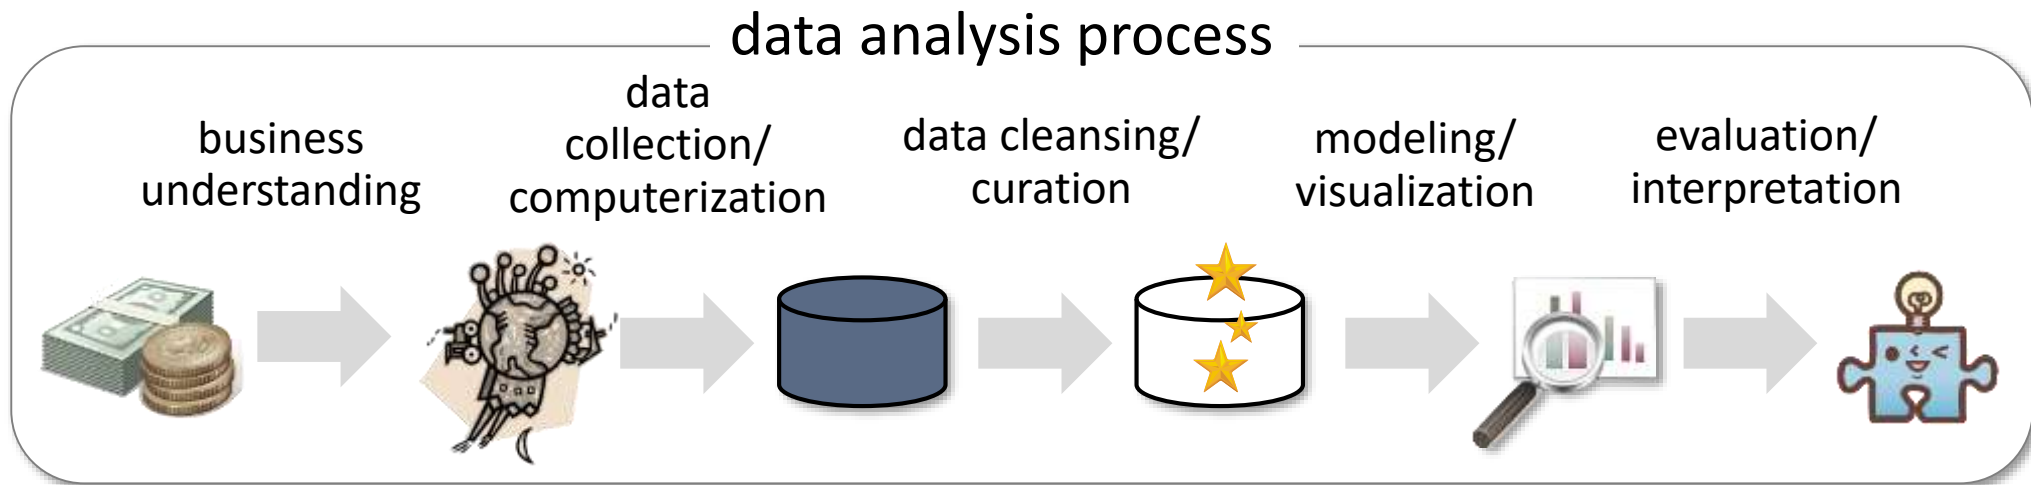 data analysis process
business
understanding
data
collection/
computerization
data cleansing/
curation
modeling/
visualization
evaluation/
interpretation